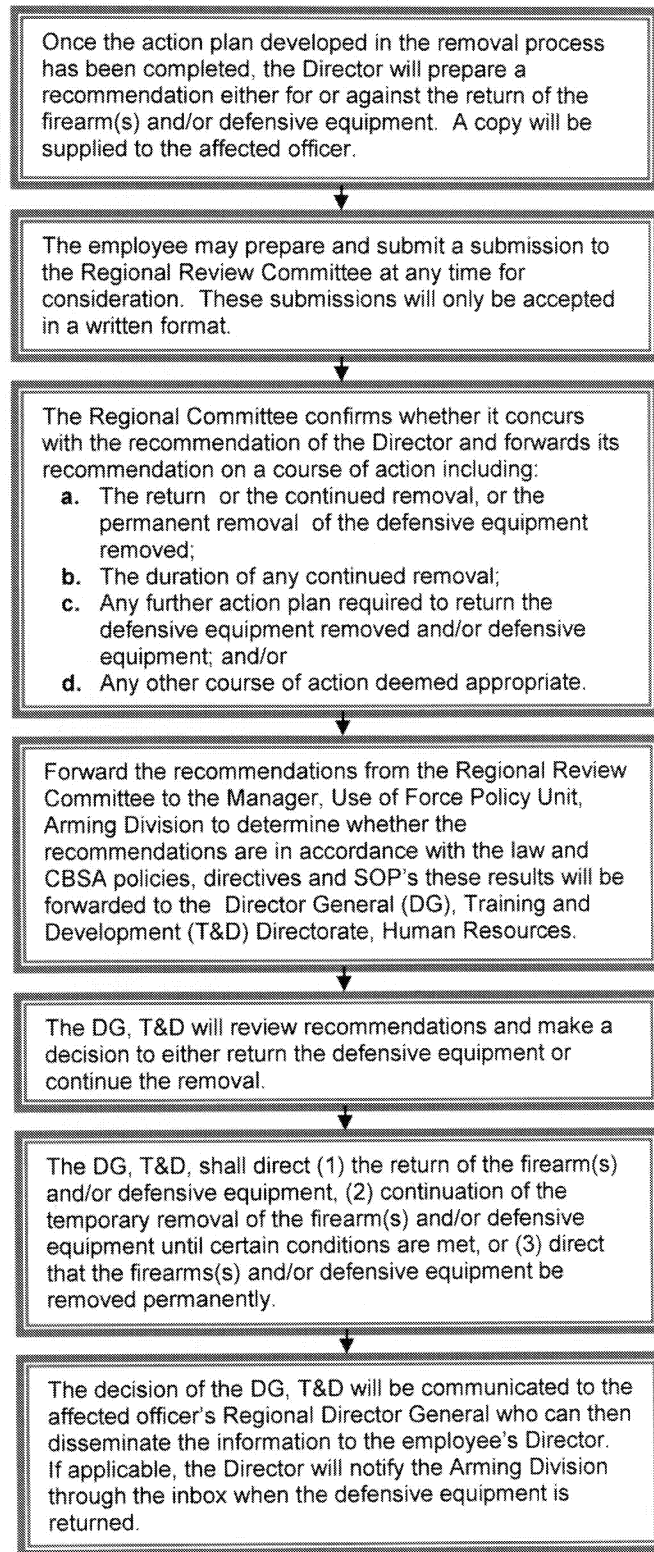 Once the action plan developed in the removal process
has been completed, the Director will prepare a
recommendation either for or against the return of the
firearm(s) and/or defensive equipment. A copy will be
supplied to the affected officer.
The employee may prepare and submit a submission to
the Regional Review Committee at any time for
consideration. These submissions will only be accepted
in a written format.
The Regional Committee confirms whether it concurs
with the recommendation of the Director and forwards its
recommendation on a course of action including:
a. The return or the continued removal, or the
permanent removal of the defensive equipment
removed;
b. The duration of any continued removal;
c. Any further action plan required to return the
defensive equipment removed and/or defensive
equipment; and/or
d. Any other course of action deemed appropriate.
Forward the recommendations from the Regional Review
Committee to the Manager, Use of Force Policy Unit,
Arming Division to determine whether the
recommendations are in accordance with the law and
CBSA policies, directives and SOP's these results will be
forwarded to the Director General (DG), Training and
Development (T&D) Directorate, Human Resources.
The DG, T&D will review recommendations and make a
decision to either return the defensive equipment or
continue the removal.
The DG, T&D, shall direct (1) the return of the firearm(s)
and/or defensive equipment, (2) continuation of the
temporary removal of the firearm(s) and/or defensive
equipment until certain conditions are met, or (3) direct
that the firearms(s) and/or defensive equipment be
removed permanently.
The decision of the DG, T&D will be communicated to the
affected officer's Regional Director General who can then
disseminate the information to the employee's Director.
If applicable, the Director will notify the Arming Division
through the inbox when the defensive equipment is
returned.